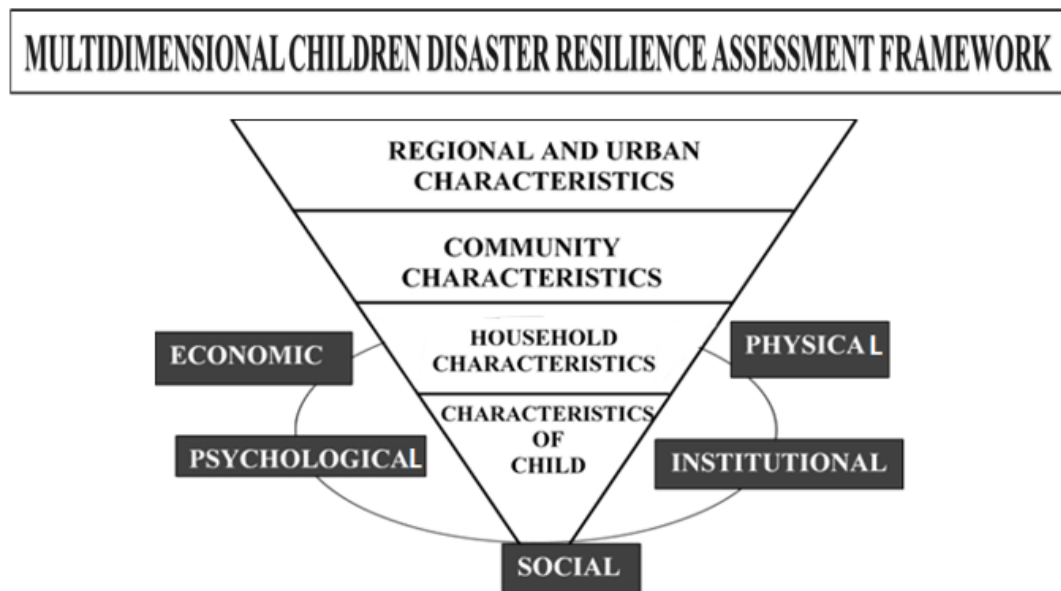 MULTIDIMENSIONAL CHILDREN DISASTER RESILIENCE ASSESSMENT FRAMEWORK
REGIONAL AND URBAN
CHARACTERISTICS
COMMUNITY
CHARACTERISTICS
HOUSEHOLD
CHARACTERISTICS
CHARACTERISTICS
OF
CHILD
ECONOMIC
PHYSICAL
PSYCHOLOGICAL
INSTITUTIONAL
SOCIAL